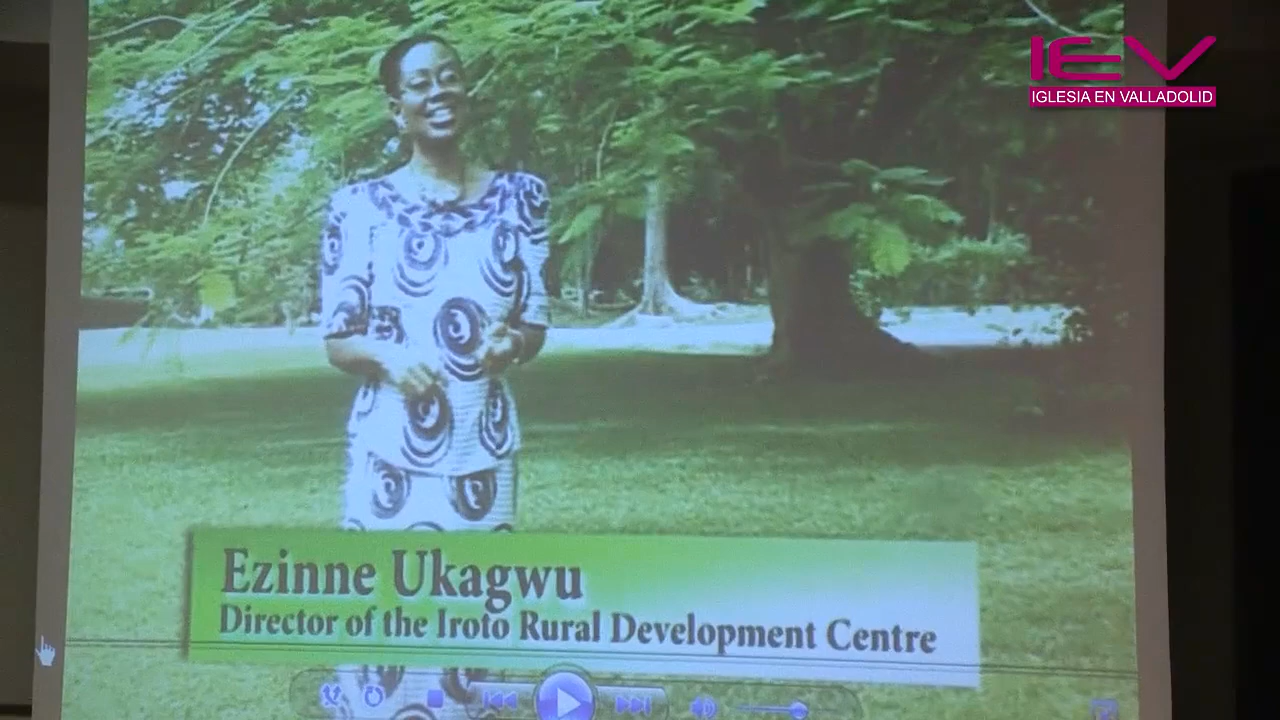 IEV
IGLESIA EN VALLADOLID
Ezinne Ukagwu
Director of the Iroto Rural Development Centre